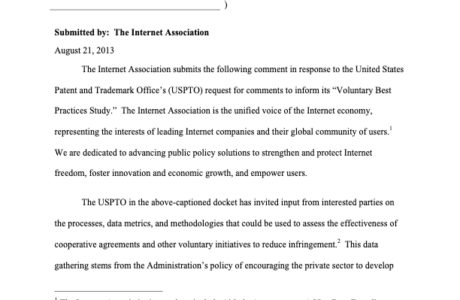 )
Submitted by: The Internet Association
August 21, 2013
The Internet Association submits the following comment in response to the United States
Patent and Trademark Office's (USPTO) request for comments to inform its "Voluntary Best
Practices Study." The Internet Association is the unified voice of the Internet economy,
representing the interests of leading Internet companies and their global community of users.1
We are dedicated to advancing public policy solutions to strengthen and protect Internet
freedom, foster innovation and economic growth, and empower users.
The USPTO in the above-captioned docket has invited input from interested parties on
the processes, data metrics, and methodologies that could be used to assess the effectiveness of
cooperative agreements and other voluntary initiatives to reduce infringement.2 This data
gathering stems from the Administration's policy of encouraging the private sector to develop